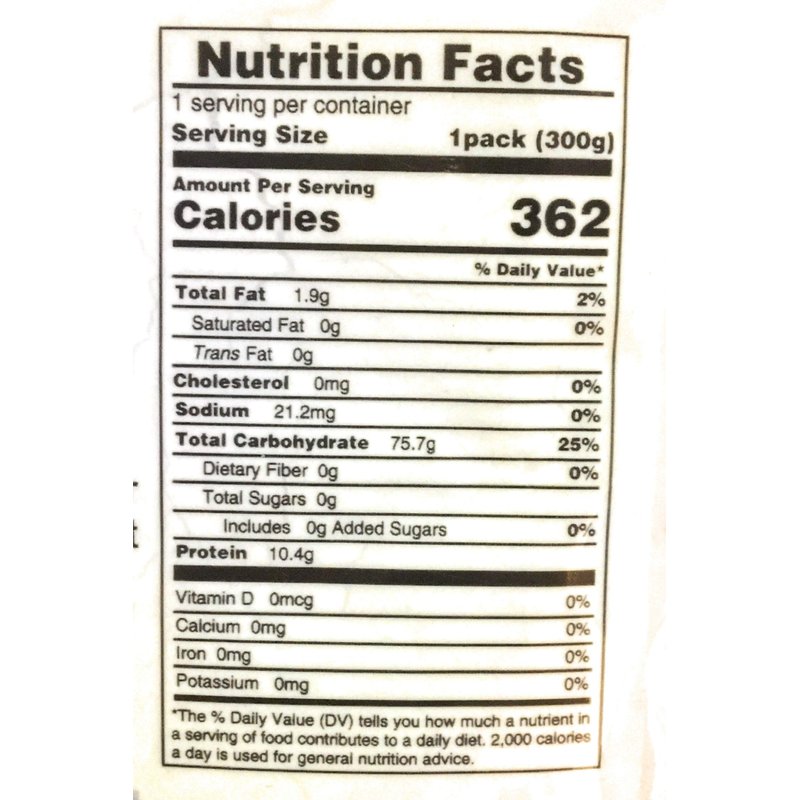 Nutrition Facts
1 serving per container
Serving Size 1pack (300g)
Amount Per Serving
Calories 362
% Daily Value*
Total Fat 1.9g 2%
Saturated Fat 0g 0%
Trans Fat 0g
Cholesterol 0mg 0%
Sodium 21.2mg 0%
Total Carbohydrate 75.7g 25%
Dietary Fiber 0g 0%
Total Sugars 0g
Includes 0g Added Sugars 0%
Protein 10.4g
Vitamin D 0mcg 0%
Calcium 0mg 0%
Iron 0mg 0%
Potassium 0mg 0%
*The % Daily Value (DV) tells you how much a nutrient in
a serving of food contributes to a daily diet. 2,000 calories
a day is used for general nutrition advice.